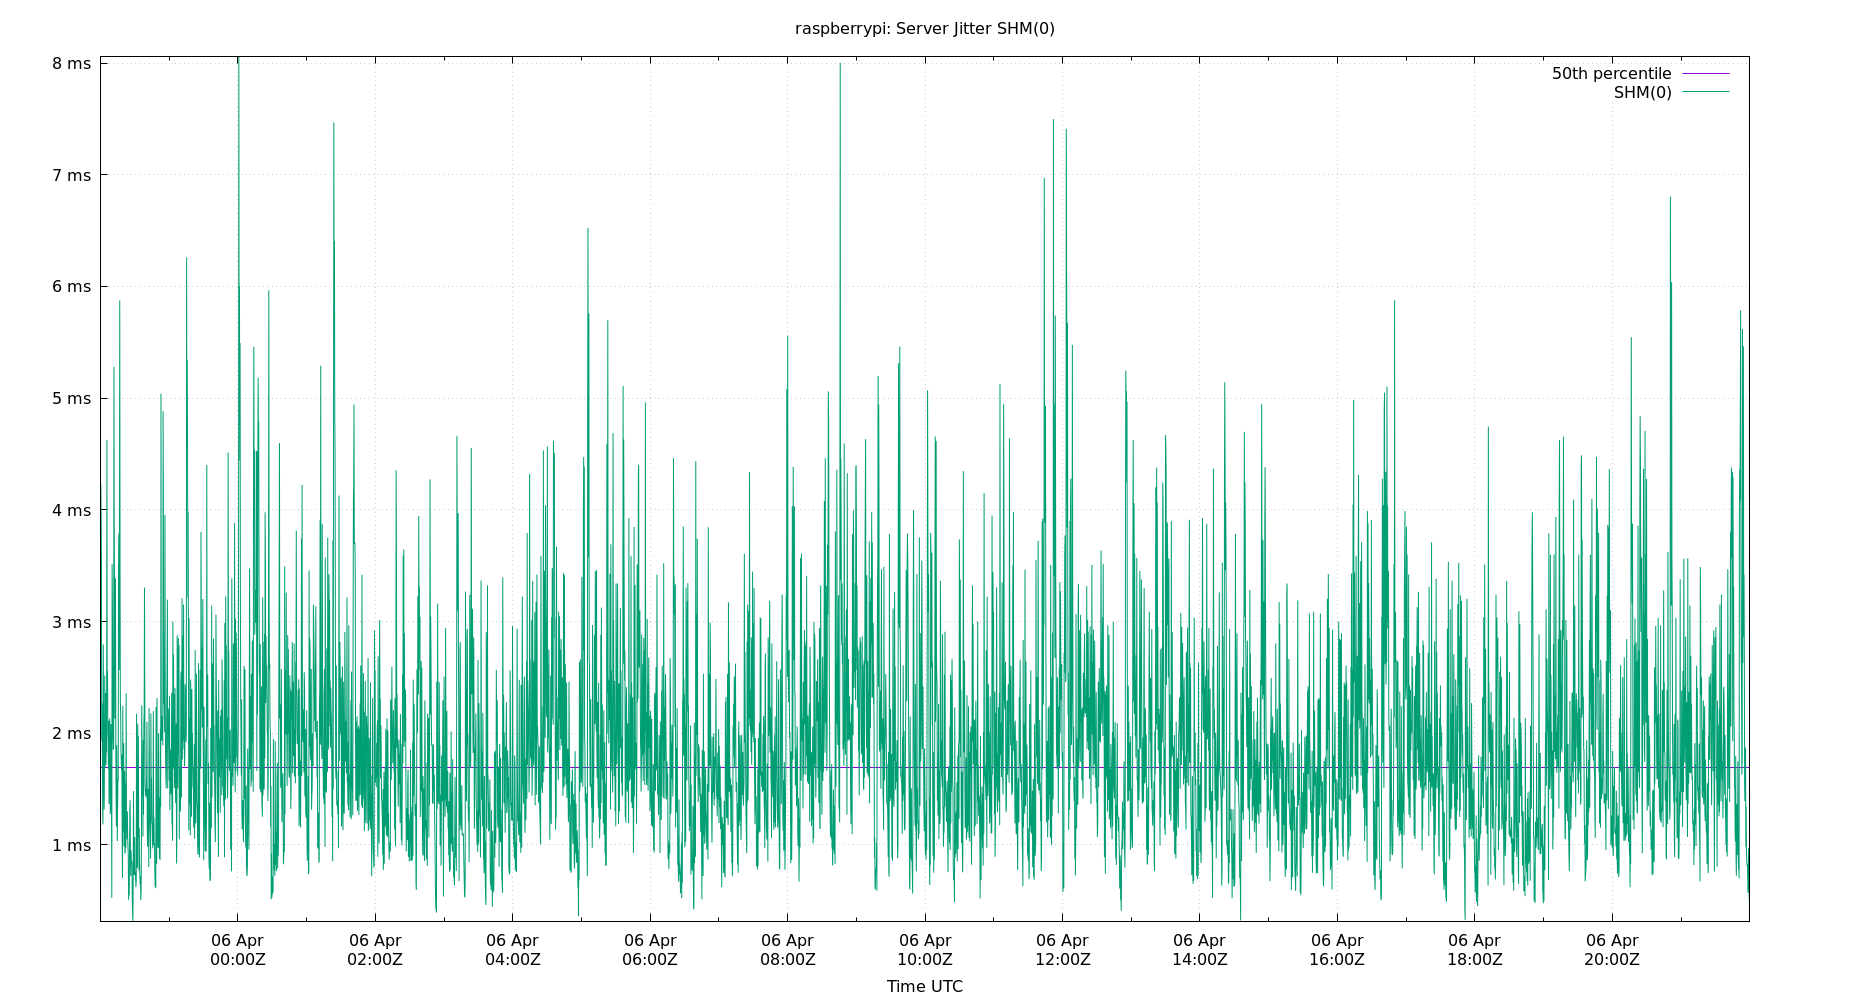 raspberrypi: Server Jitter SHM(0)
8 ms
7 ms
6 ms
5 ms
4 ms
3 ms
2 ms
1 ms
50th percentile
SHM(0)
06 Apr 06 Apr 06 Apr 06 Apr 06 Apr 06 Apr 06 Apr 06 Apr 06 Apr 06 Apr 06 Apr
00:00Z 02:00Z 04:00Z 06:00Z 08:00Z 10:00Z 12:00Z 14:00Z 16:00Z 18:00Z 20:00Z
Time UTC